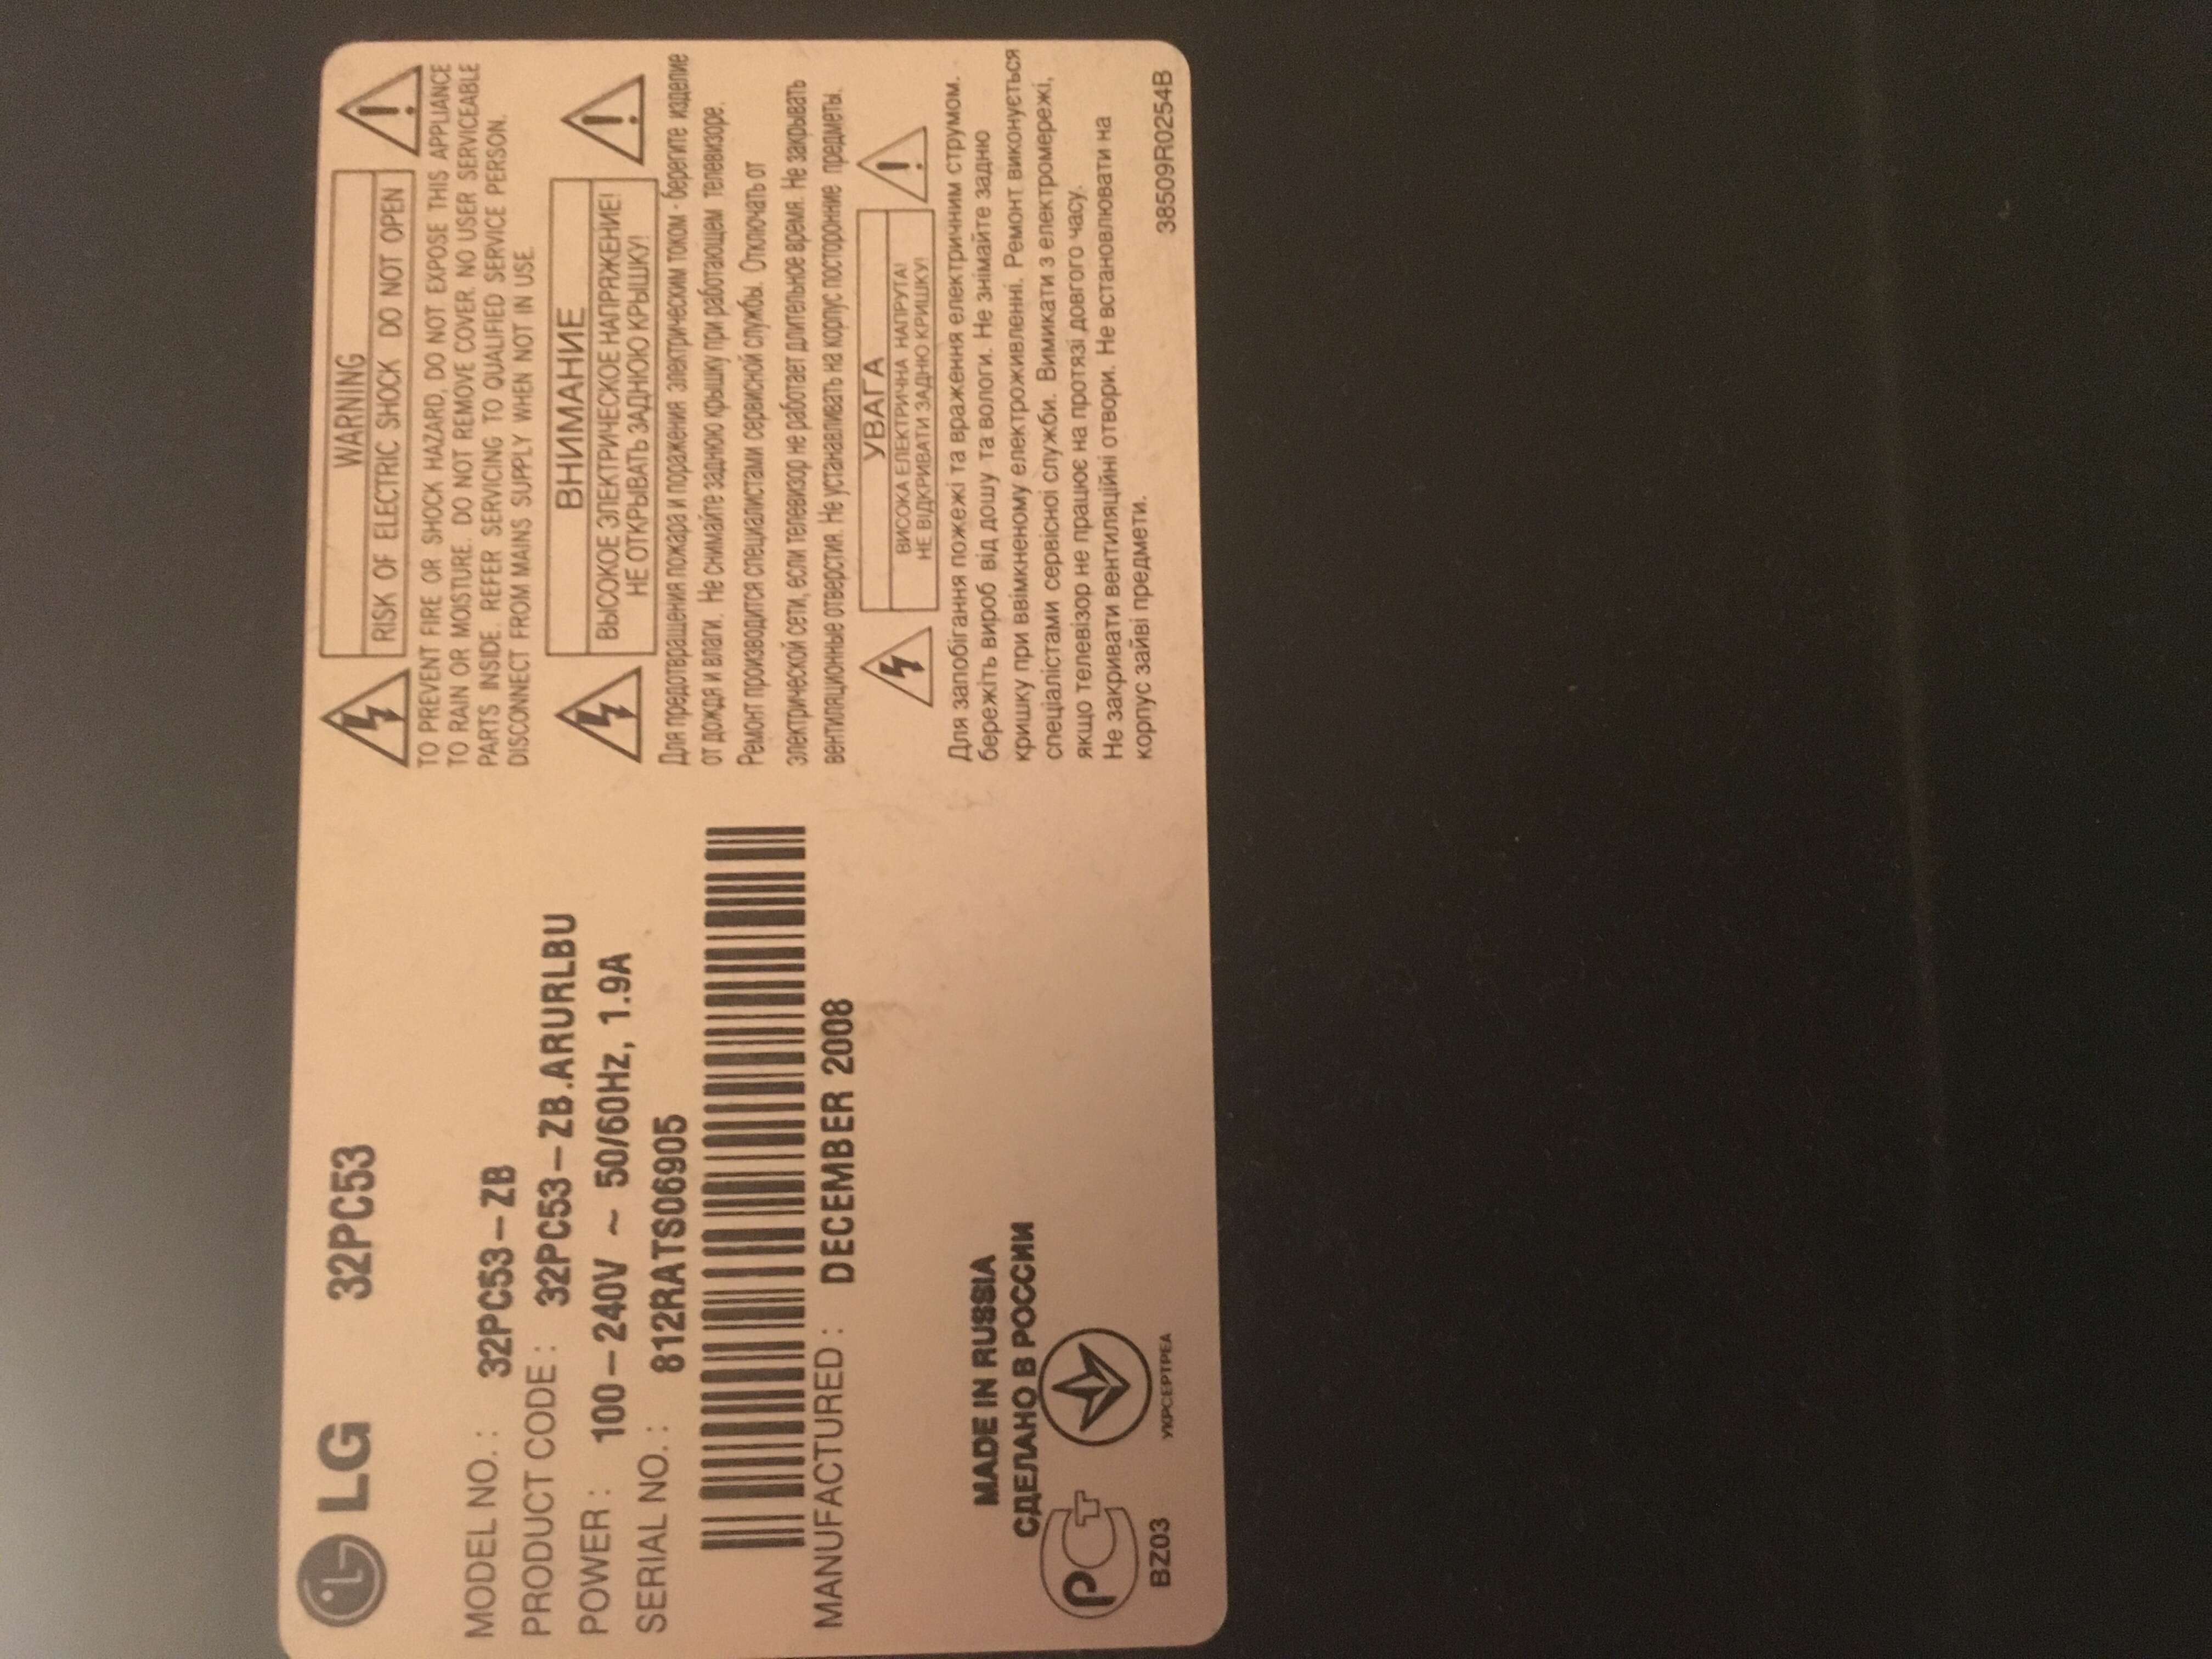 LG 32PC53
MODEL NO. : 32PC53-ZB
PRODUCT CODE : 32PC53-ZB.ARURLBU
POWER : 100-240V ~ 50/60Hz, 1.9A
SERIAL NO. : 812RATS06905
MANUFACTURED : DECEMBER 2008
MADE IN RUSSIA
СДЕЛАНО В РОССИИ
РСТ
BZ03
УКРСЕРТРЕА
WARNING
RISK OF ELECTRIC SHOCK DO NOT OPEN
TO PREVENT FIRE OR SHOCK HAZARD, DO NOT EXPOSE THIS APPLIANCE
TO RAIN OR MOISTURE. DO NOT REMOVE COVER. NO USER SERVICEABLE
PARTS INSIDE. REFER SERVICING TO QUALIFIED SERVICE PERSON.
DISCONNECT FROM MAINS SUPPLY WHEN NOT IN USE.
ВНИМАНИЕ
ВЫСОКОЕ ЭЛЕКТРИЧЕСКОЕ НАПРЯЖЕНИЕ!
НЕ ОТКРЫВАТЬ ЗАДНЮЮ КРЫШКУ!
Для предотвращения пожара и поражения электрическим током - берегите изделие
от дождя и влаги. Не снимайте заднюю крышку при работающем телевизоре.
Ремонт производится специалистами сервисной службы. Отключать от
электрической сети, если телевизор не работает длительное время. Не закрывать
вентиляционные отверстия. Не устанавливать на корпус посторонние предметы.
УВАГА
ВИСОКА ЕЛЕКТРИЧНА НАПРУГА!
НЕ ВІДКРИВАТИ ЗАДНЮ КРИШКУ!
Для запобігання пожежі та враження електричним струмом.
бережіть вироб від дошу та вологи. Не знімайте задню
кришку при ввімкненому електроживленні. Ремонт виконується
спеціалістами сервісної служби. Вимикати з електромережі,
якщо телевізор не працює на протязі довгого часу.
Не закривати вентиляційні отвори. Не встановлювати на
корпус зайві предмети.
38509R0254B